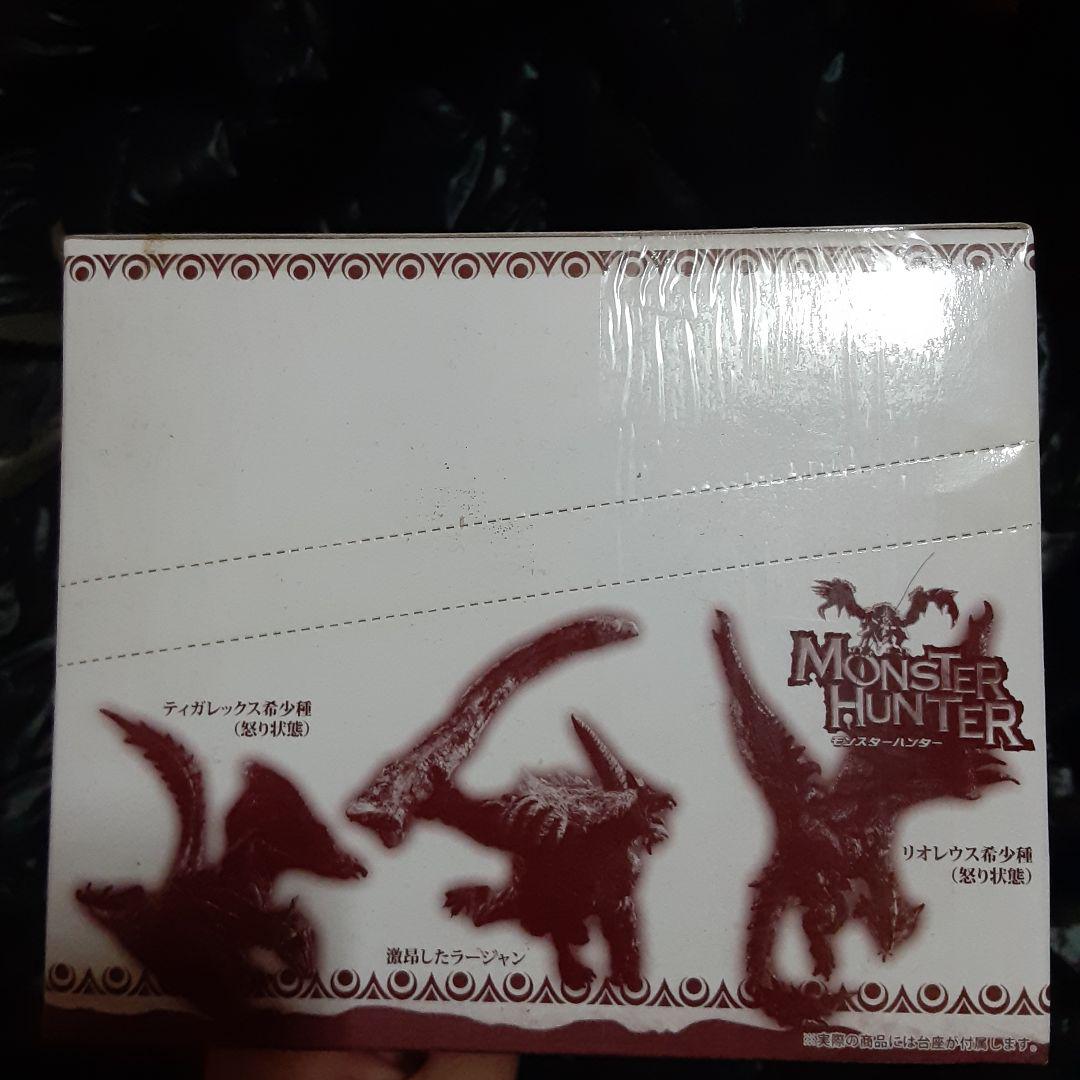 MONSTER
HUNTER
モンスターハンター
ティガレックス希少種
(怒り状態)
リオレウス希少種
(怒り状態)
激昂したラージャン
※実際の商品には台座が付属します。